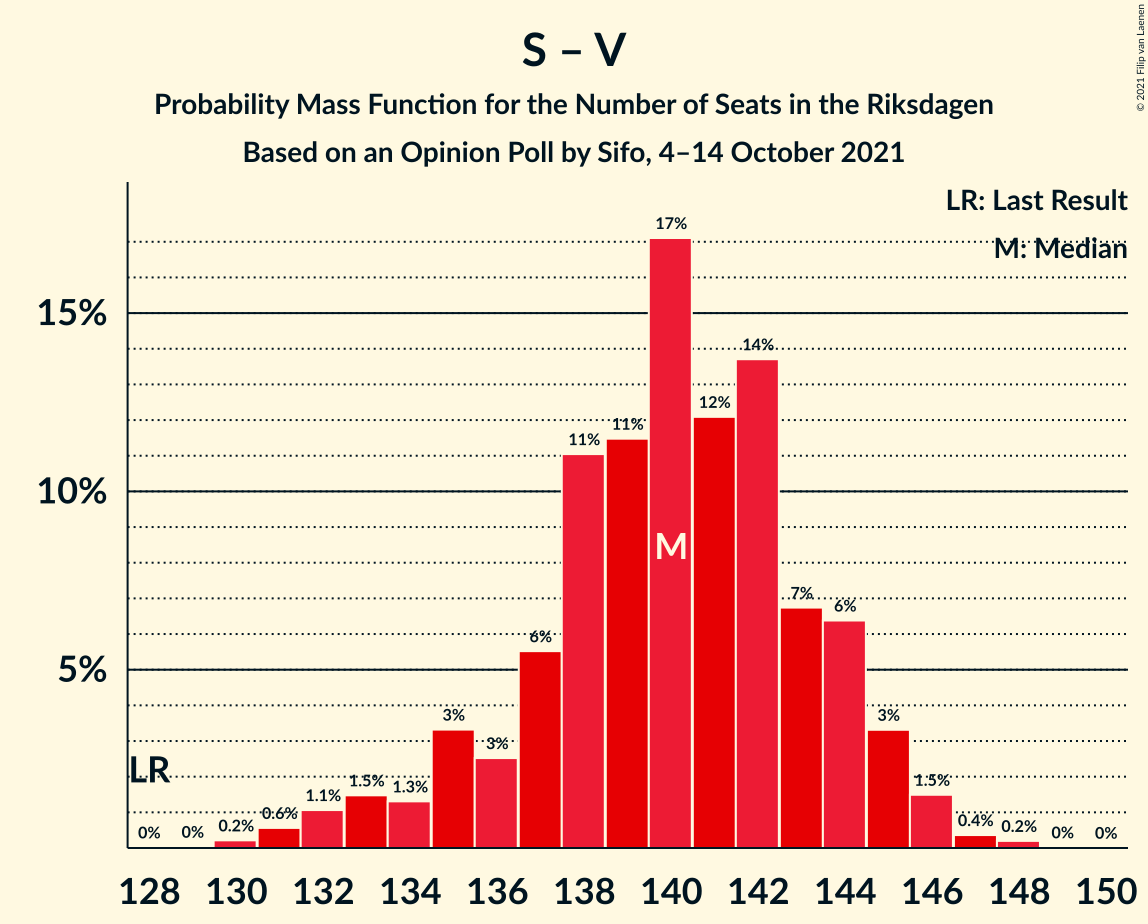 S – V
Probability Mass Function for the Number of Seats in the Riksdagen
Based on an Opinion Poll by Sifo, 4–14 October 2021
© 2021 Filip van Laenen
LR: Last Result
M: Median
15%
10%
5%
LR
M
0%
0%
0.2%
0.6%
1.1%
1.5%
1.3%
3%
3%
6%
11%
11%
17%
12%
14%
7%
6%
3%
1.5%
0.4%
0.2%
0%
0%
128 130 132 134 136 138 140 142 144 146 148 150